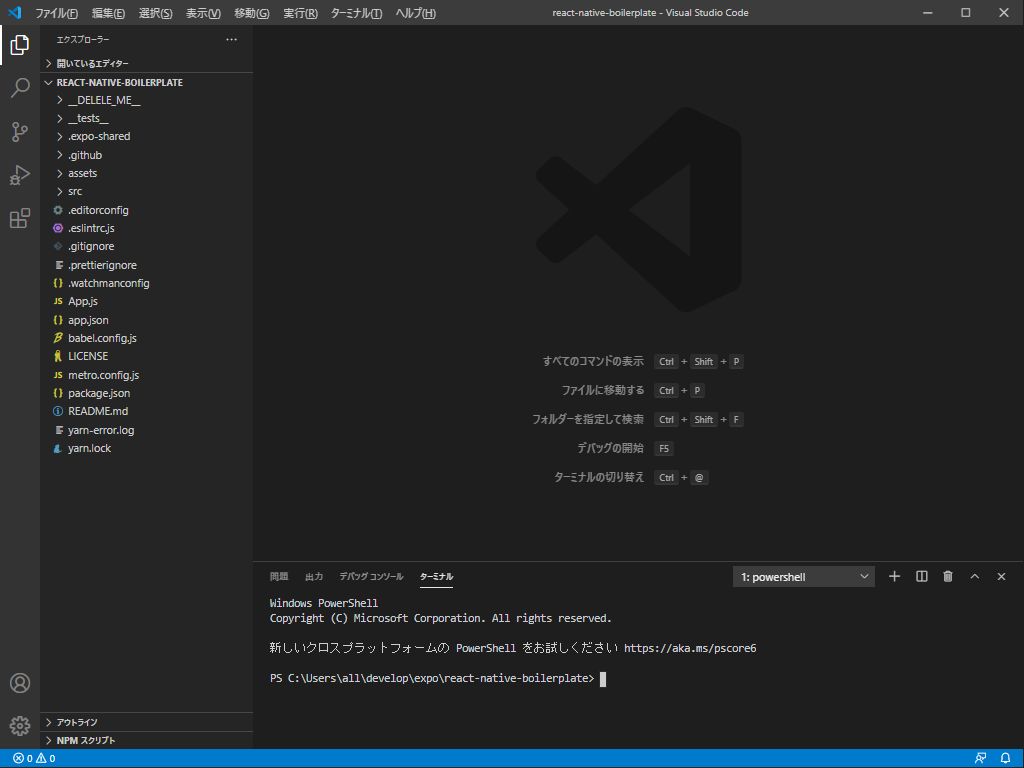 ファイル(F) 編集(E) 選択(S) 表示(V) 移動(G) 実行(R) ターミナル(T) ヘルプ(H) react-native-boilerplate - Visual Studio Code
エクスプローラー
開いているエディター
REACT-NATIVE-BOILERPLATE
__DELELE_ME__
__tests__
.expo-shared
.github
assets
src
.editorconfig
.eslintrc.js
.gitignore
.prettierignore
{} .watchmanconfig
JS App.js
{} app.json
babel.config.js
LICENSE
JS metro.config.js
{} package.json
README.md
yarn-error.log
yarn.lock
アウトライン
NPM スクリプト
すべてのコマンドの表示 Ctrl + Shift + P
ファイルに移動する Ctrl + P
フォルダーを指定して検索 Ctrl + Shift + F
デバッグの開始 F5
ターミナルの切り替え Ctrl + @
問題 出力 デバッグ コンソール ターミナル 1: powershell
Windows PowerShell
Copyright (C) Microsoft Corporation. All rights reserved.
新しいクロスプラットフォームの PowerShell をお試しください https://aka.ms/pscore6
PS C:\Users\all\develop\expo\react-native-boilerplate>
0 0